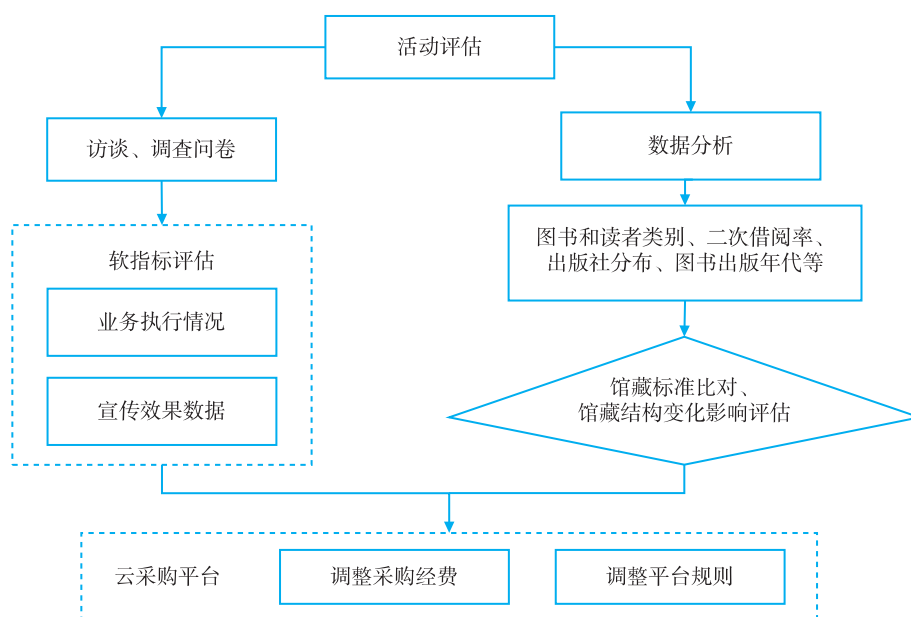 活动评估
访谈、调查问卷
数据分析
软指标评估
业务执行情况
宣传效果数据
图书和读者类别、二次借阅率、
出版社分布、图书出版年代等
馆藏标准比对、
馆藏结构变化影响评估
云采购平台
调整采购经费
调整平台规则